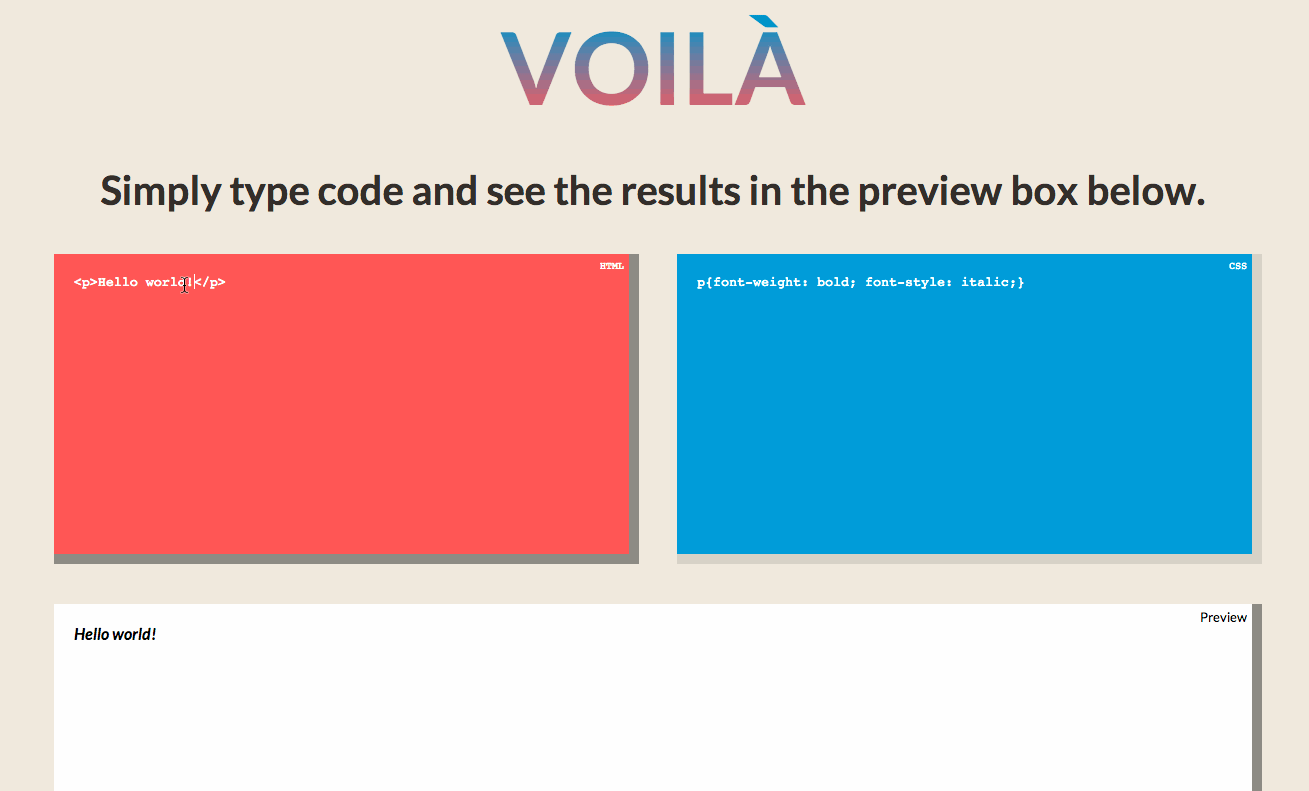 VOILÀ
Simply type code and see the results in the preview box below.
HTML
<p>Hello world!</p>
CSS
p{font-weight: bold; font-style: italic;}
Preview
Hello world!